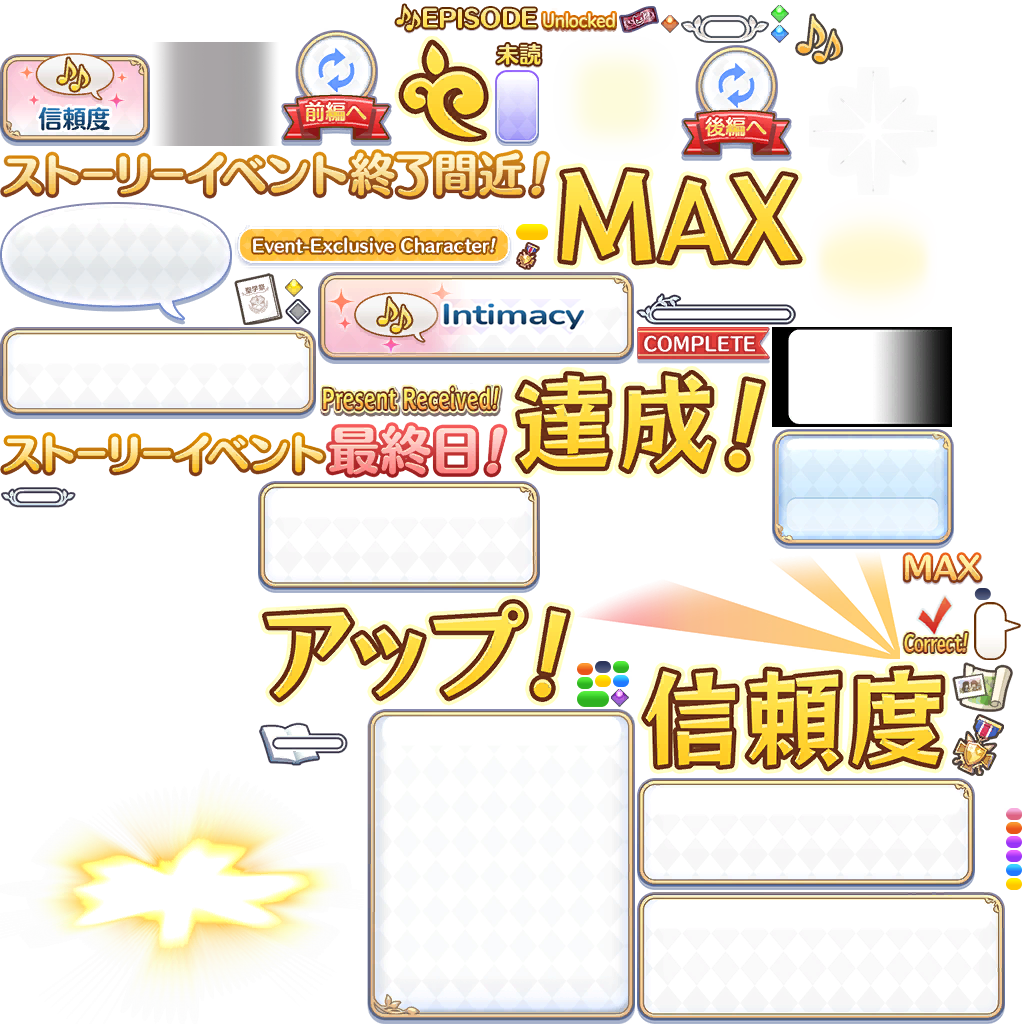 EPISODE Unlocked
未読
信頼度
前編へ
後編へ
ストーリーイベント終了間近!
MAX
Event-Exclusive Character!
Intimacy
COMPLETE
Present Received!
達成!
ストーリーイベント最終日!
MAX
Correct!
アップ!
信頼度